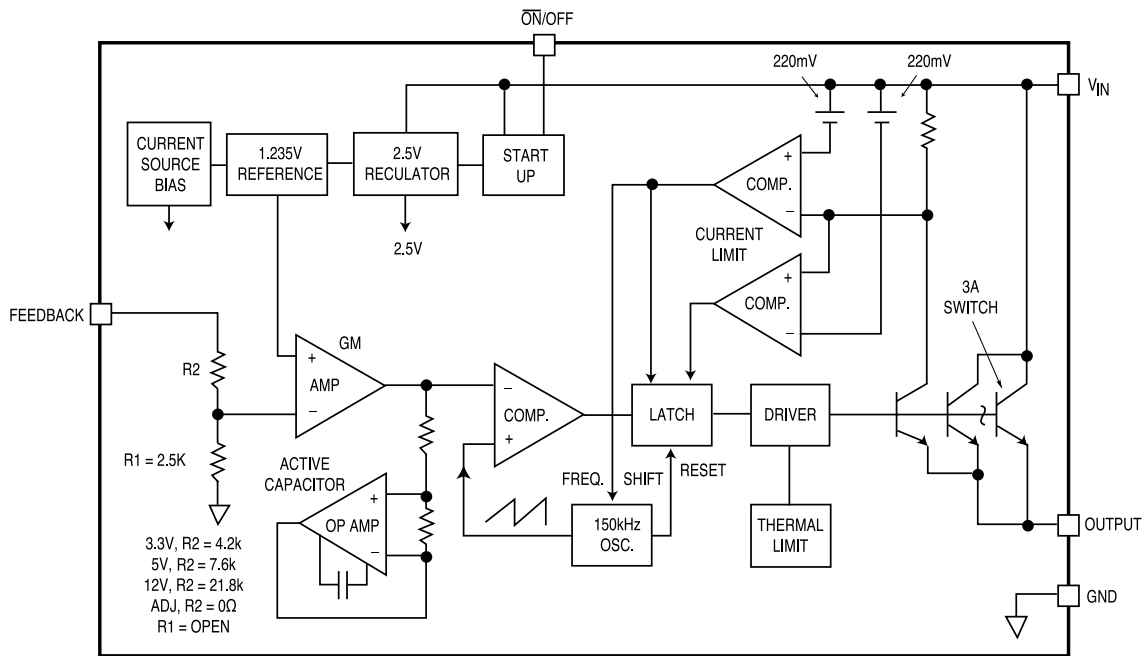 ON/OFF
220mV
220mV
VIN
CURRENT
SOURCE
BIAS
1.235V
REFERENCE
2.5V
RECULATOR
START
UP
2.5V
+
COMP.
−
CURRENT
LIMIT
+
COMP.
−
3A
SWITCH
FEEDBACK
R2
R1 = 2.5K
3.3V, R2 = 4.2k
5V, R2 = 7.6k
12V, R2 = 21.8k
ADJ, R2 = 0Ω
R1 = OPEN
GM
+
AMP
−
ACTIVE
CAPACITOR
+
OP AMP
−
−
COMP.
+
LATCH
DRIVER
FREQ. SHIFT
RESET
150kHz
OSC.
THERMAL
LIMIT
OUTPUT
GND